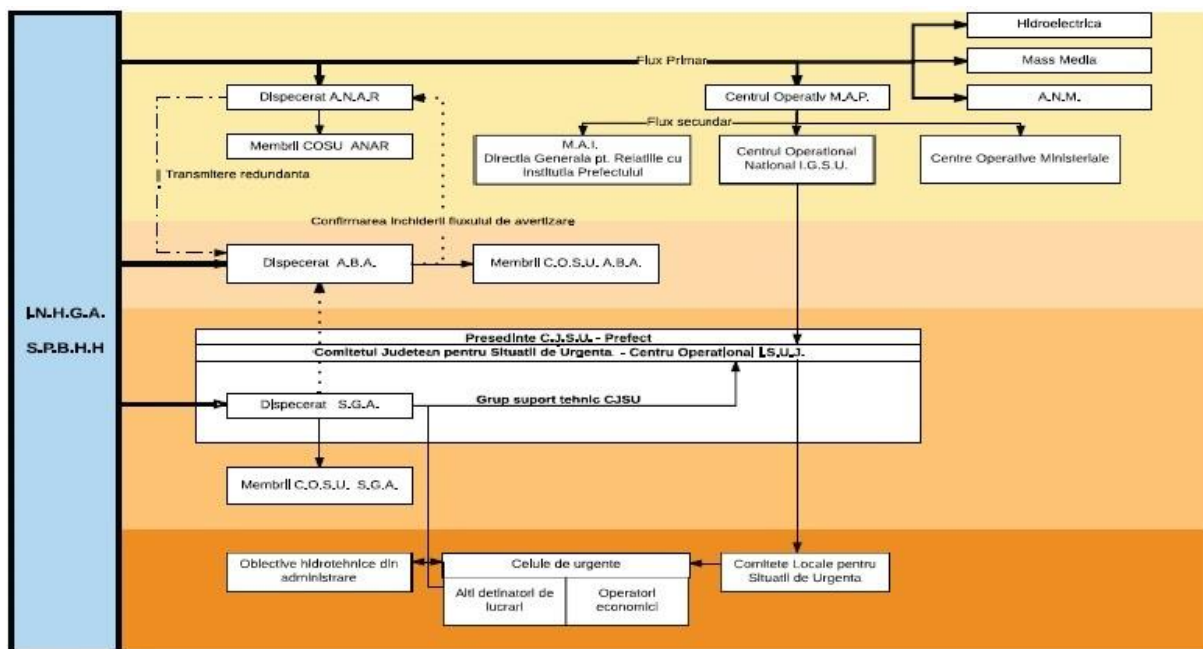 Hidroelectrica
Flux Primar
Mass Media
Dispecerat A.N.A.R
Centrul Operativ M.A.P.
A.N.M.
Flux secundar
Membrii COSU ANAR
M.A.I.
Directia Generala pt. Relatiile cu
Institutia Prefectului
Centrul Operational
National I.G.S.U.
Centre Operative Ministeriale
Transmitere redundanta
Confirmarea inchiderii fluxului de avertizare
Dispecerat A.B.A.
Membrii C.O.S.U. A.B.A.
I.N.H.G.A.
S.P.B.H.H
Presedinte C.J.S.U. - Prefect
Comitetul Judetean pentru Situatii de Urgenta - Centru Operational I.S.U.J.
Dispecerat S.G.A.
Grup suport tehnic CJSU
Membrii C.O.S.U. S.G.A.
Obiective hidrotehnice din
administrare
Celule de urgente
Comitete Locale pentru
Situatii de Urgenta
Alti detinatori de
lucrari
Operatori
economici